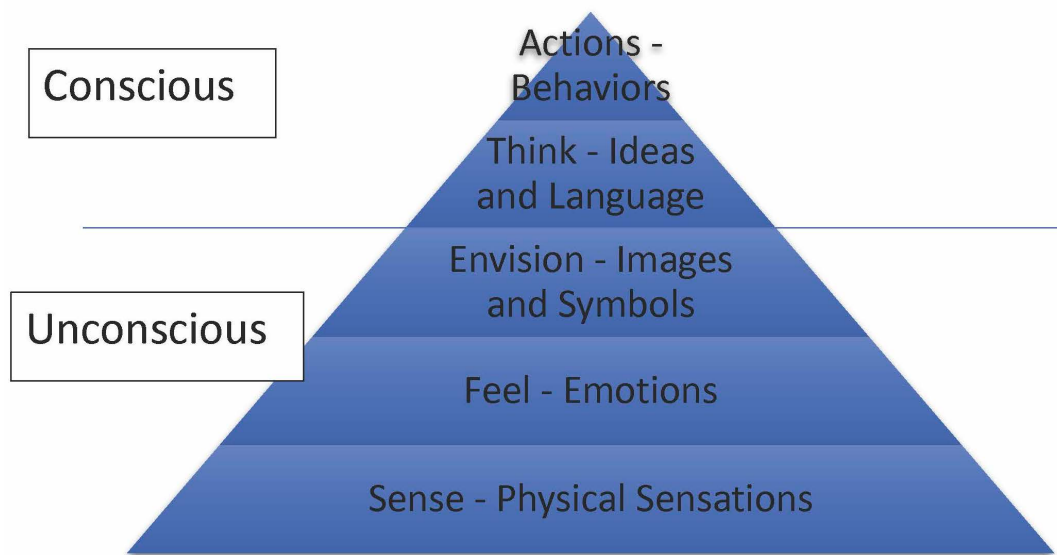 Conscious
Actions -
Behaviors
Think - Ideas
and Language
Envision - Images
and Symbols
Unconscious
Feel - Emotions
Sense - Physical Sensations